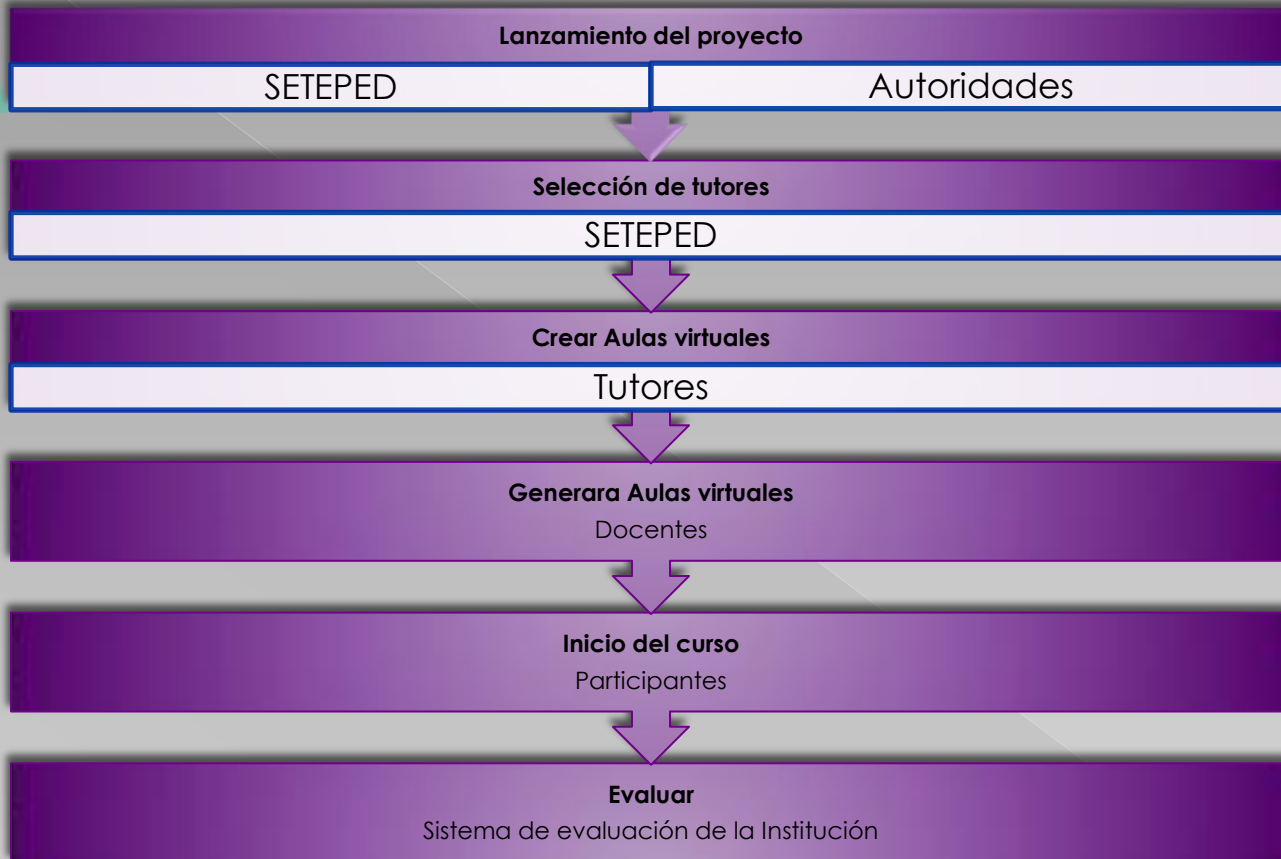 Lanzamiento del proyecto
SETEPED
Autoridades
Selección de tutores
SETEPED
Crear Aulas virtuales
Tutores
Generara Aulas virtuales
Docentes
Inicio del curso
Participantes
Evaluar
Sistema de evaluación de la Institución